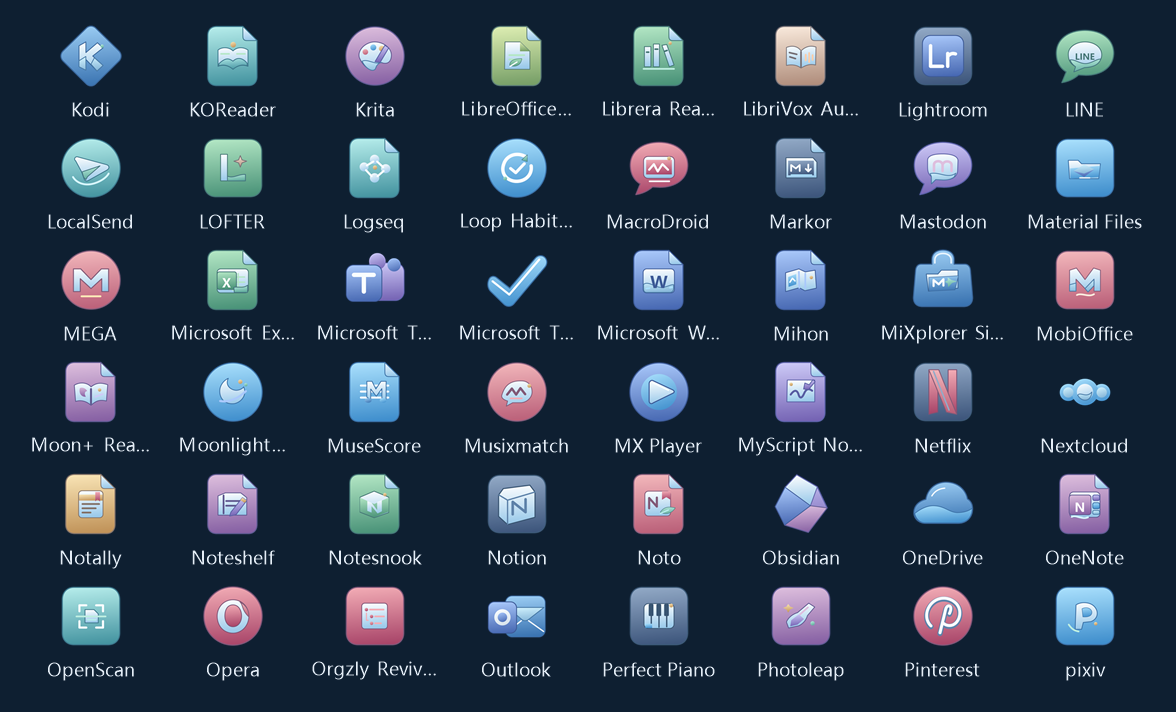 Kodi KOReader Krita LibreOffice... Librera Rea... LibriVox Au... Lr Lightroom LINE LINE
LocalSend L LOFTER Logseq Loop Habit... MacroDroid M Markor m Mastodon Material Files
M MEGA X Microsoft Ex... T Microsoft T... Microsoft T... W Microsoft W... Mihon M MiXplorer Si... M MobiOffice
Moon+ Rea... Moonlight... M MuseScore Musixmatch MX Player MyScript No... N Netflix Nextcloud
Notally Noteshelf N Notesnook N Notion N Noto Obsidian OneDrive N OneNote
OpenScan O Opera Orgzly Reviv... O Outlook Perfect Piano Photoleap P Pinterest P pixiv